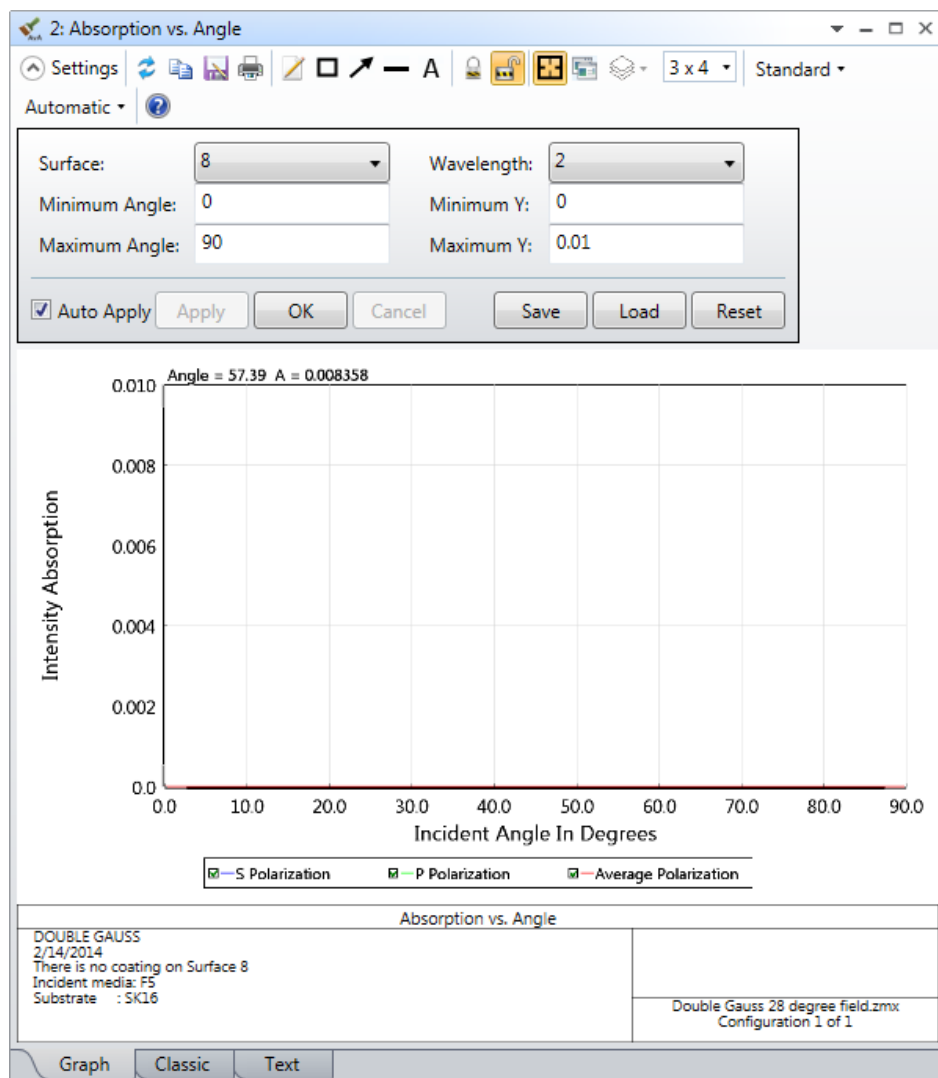 2: Absorption vs. Angle
Settings
A
3 x 4
Standard
Automatic
Surface: 8 Wavelength: 2
Minimum Angle: 0 Minimum Y: 0
Maximum Angle: 90 Maximum Y: 0.01
Auto Apply Apply OK Cancel Save Load Reset
Angle = 57.39 A = 0.008358
0.010
0.008
0.006
0.004
0.002
0.0
Intensity Absorption
0.0 10.0 20.0 30.0 40.0 50.0 60.0 70.0 80.0 90.0
Incident Angle In Degrees
S Polarization P Polarization Average Polarization
Absorption vs. Angle
DOUBLE GAUSS
2/14/2014
There is no coating on Surface 8
Incident media: F5
Substrate : SK16
Double Gauss 28 degree field.zmx
Configuration 1 of 1
Graph Classic Text